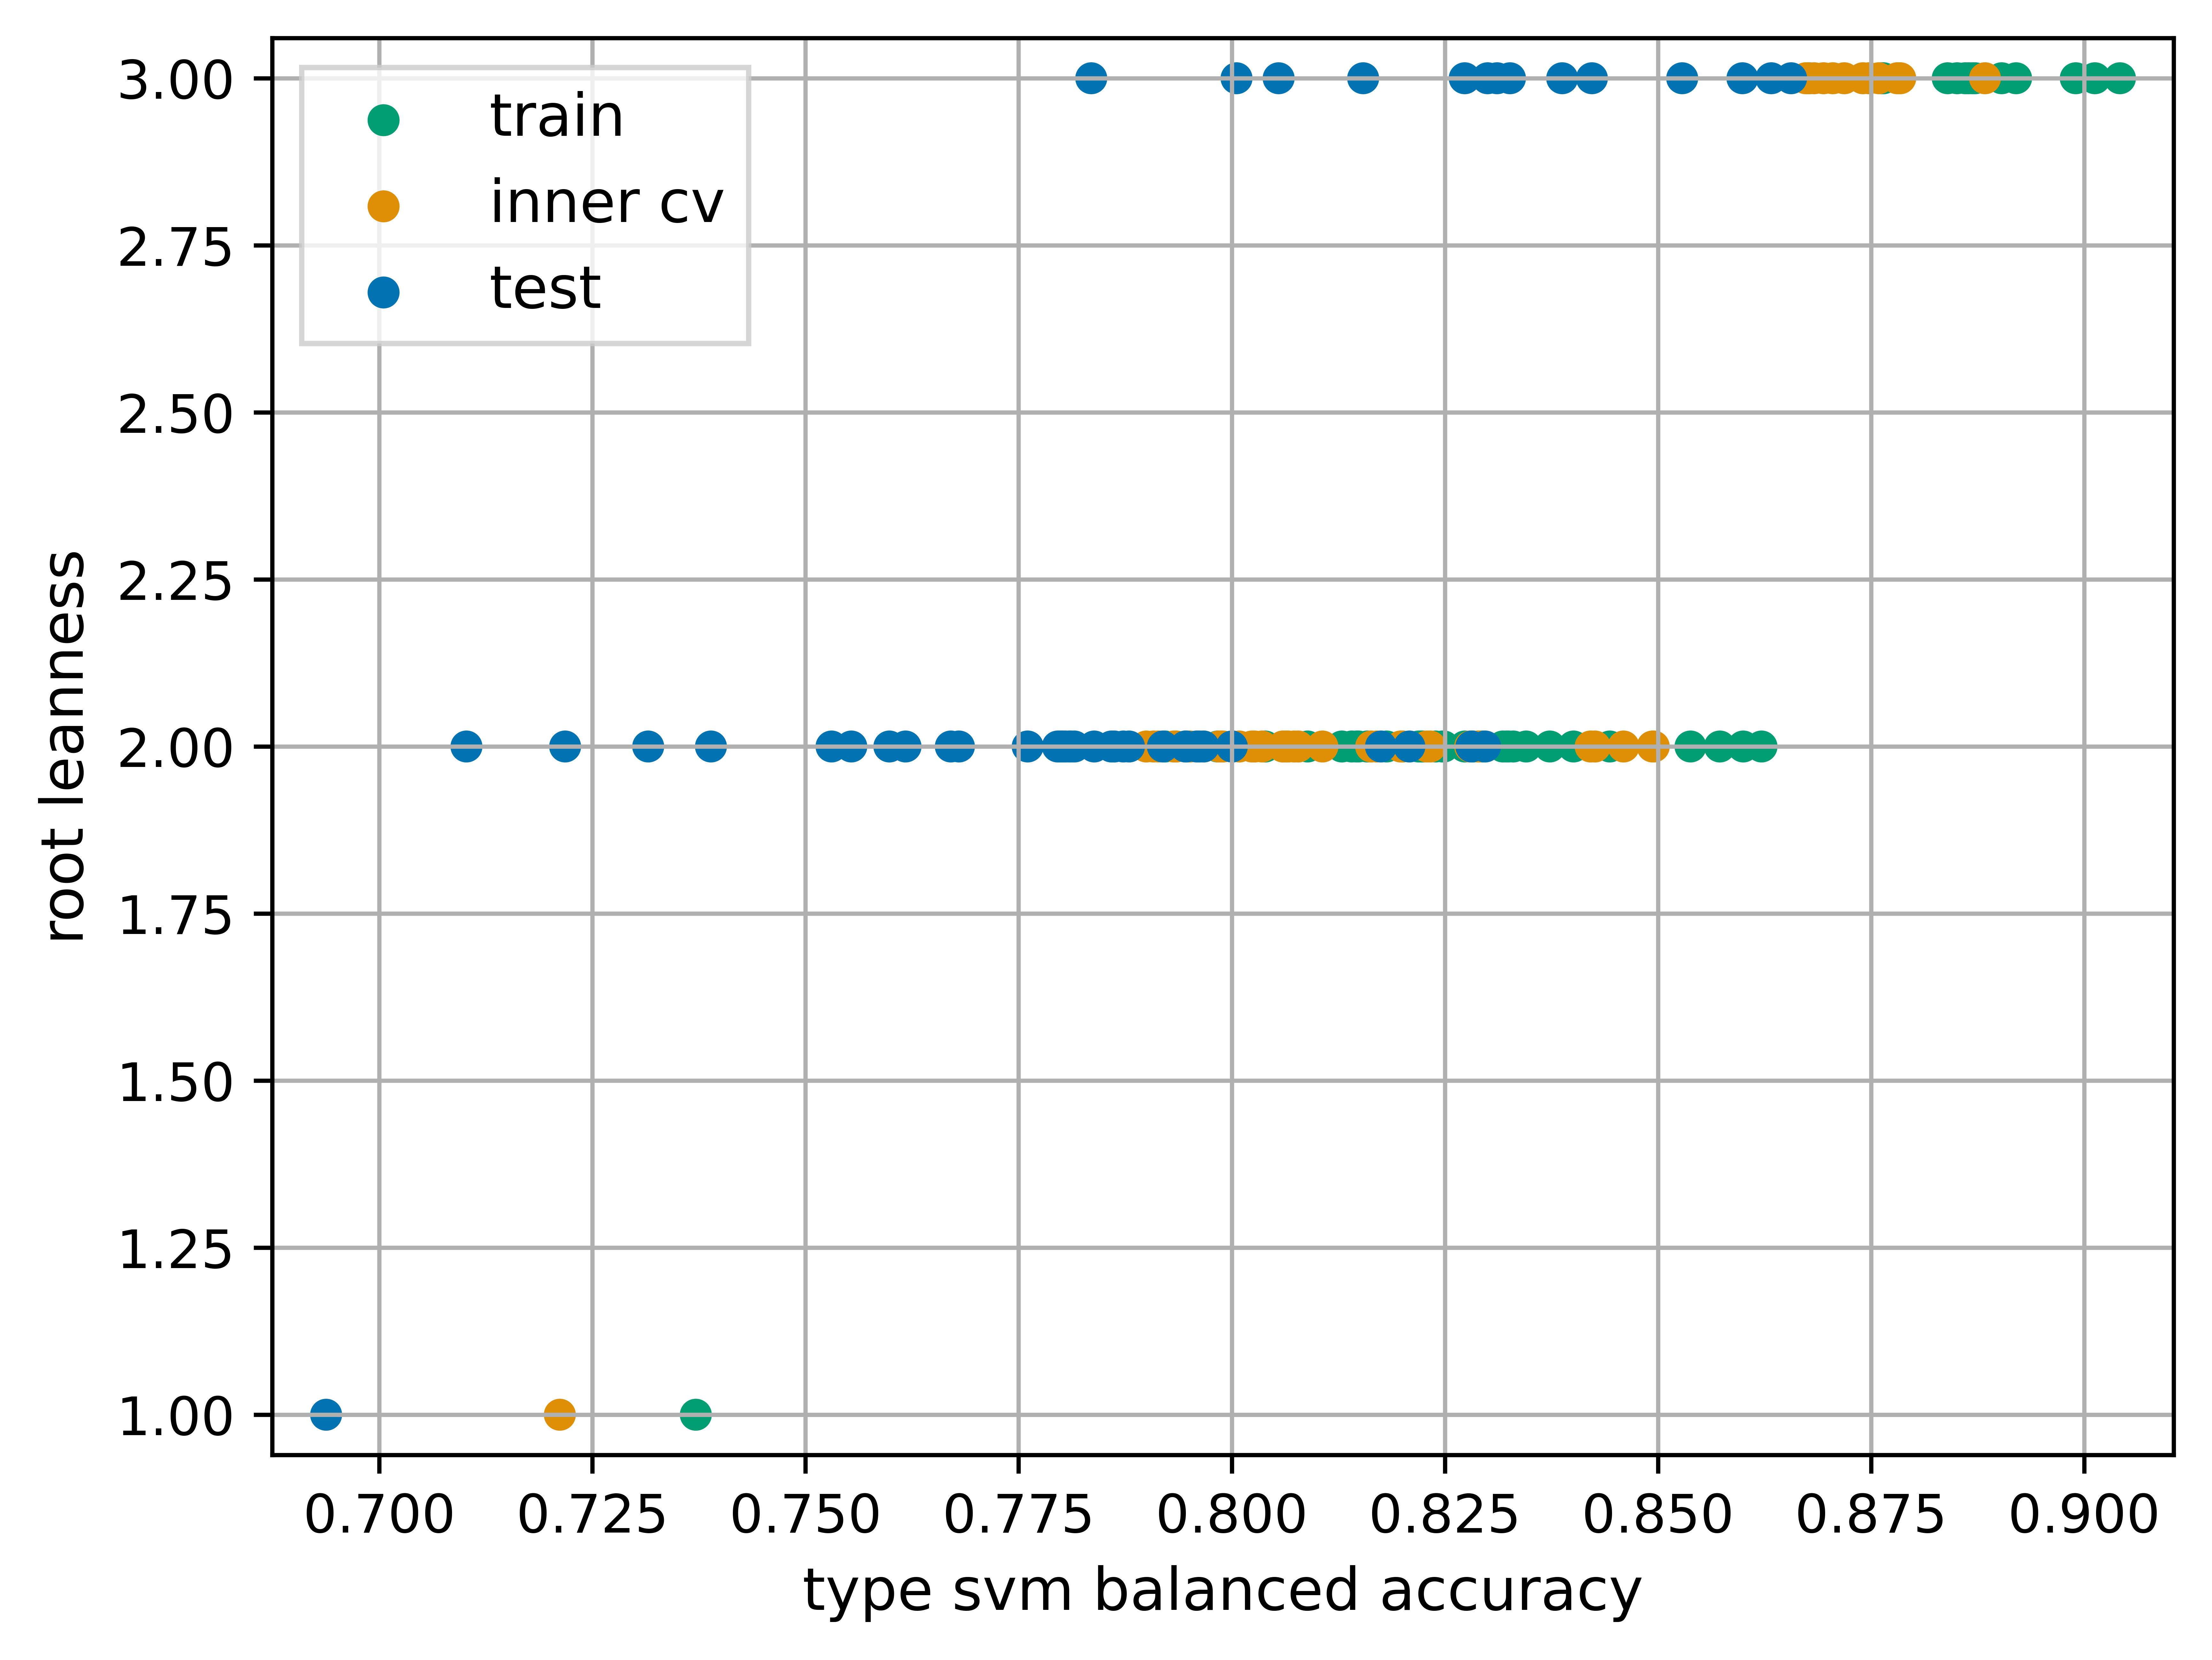 3.00
2.75
2.50
2.25
2.00
1.75
1.50
1.25
1.00
root leanness
train
inner cv
test
0.700 0.725 0.750 0.775 0.800 0.825 0.850 0.875 0.900
type svm balanced accuracy